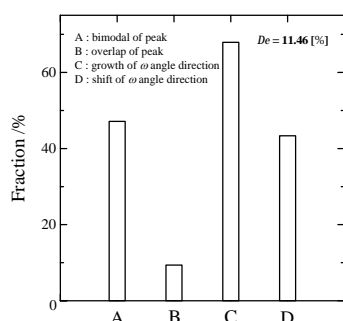 A : bimodal of peak
B : overlap of peak
C : growth of ω angle direction
D : shift of ω angle direction
De = 11.46 [%]
Fraction /%
60
40
20
0
A B C D